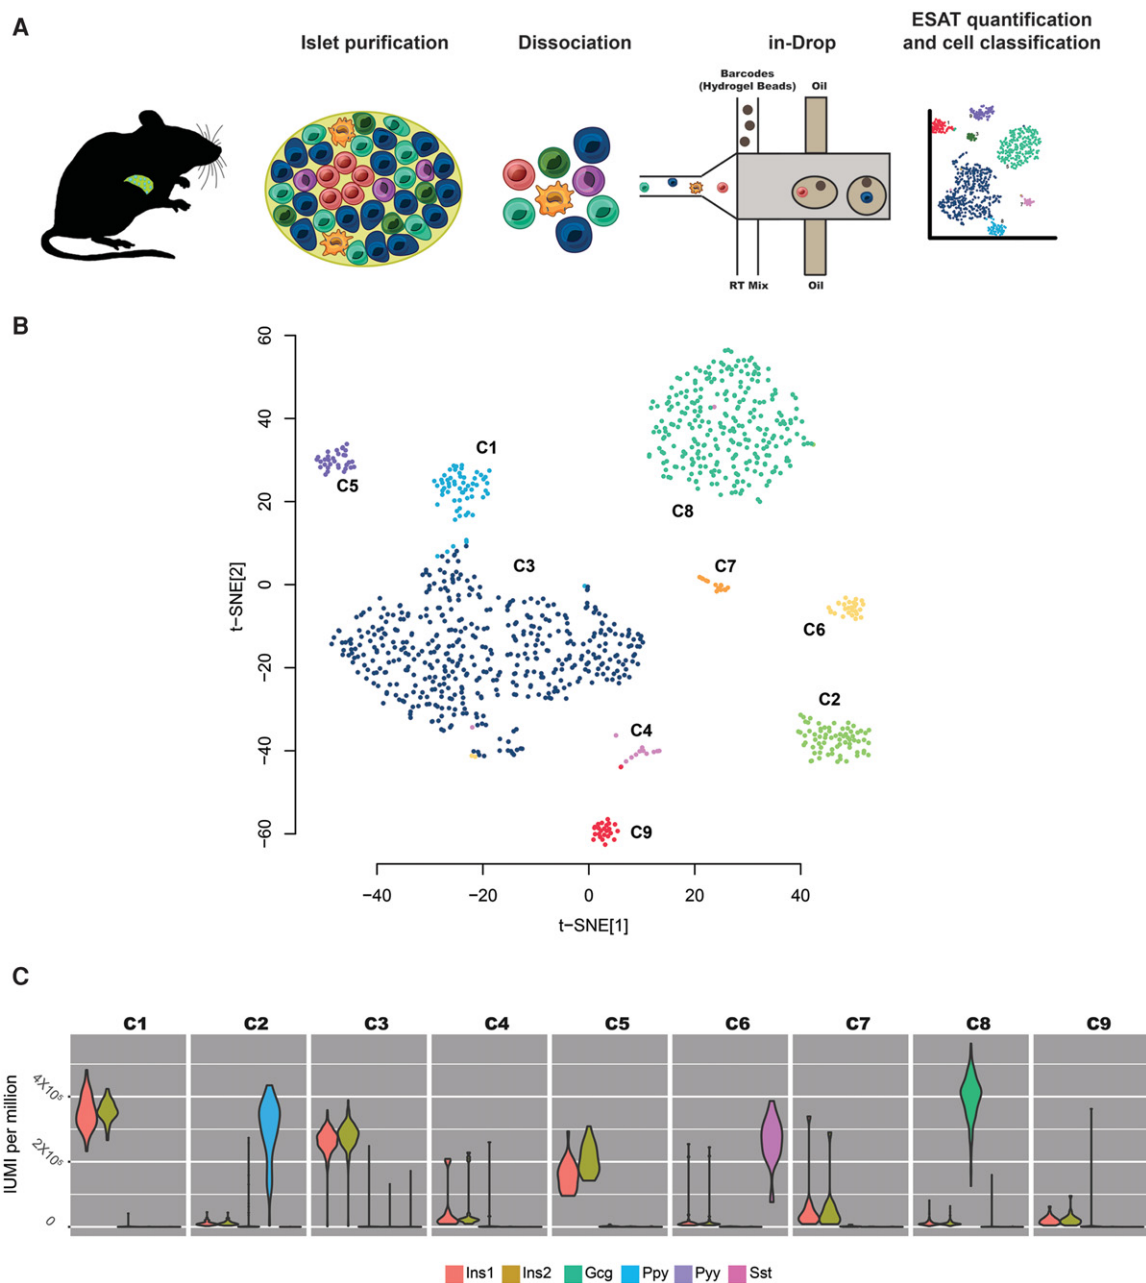 A
Islet purification
Dissociation
in-Drop
ESAT quantification
and cell classification
Barcodes
(Hydrogel Beads)
Oil
RT Mix
Oil
B
t-SNE[2]
60
40
20
0
−20
−40
−60
C5
C1
C8
C3
C7
C6
C2
C4
C9
−40
−20
0
20
40
t-SNE[1]
C
C1 C2 C3 C4 C5 C6 C7 C8 C9
IUMI per million
4X10⁵
2X10⁵
0
Ins1 Ins2 Gcg Ppy Pyy Sst